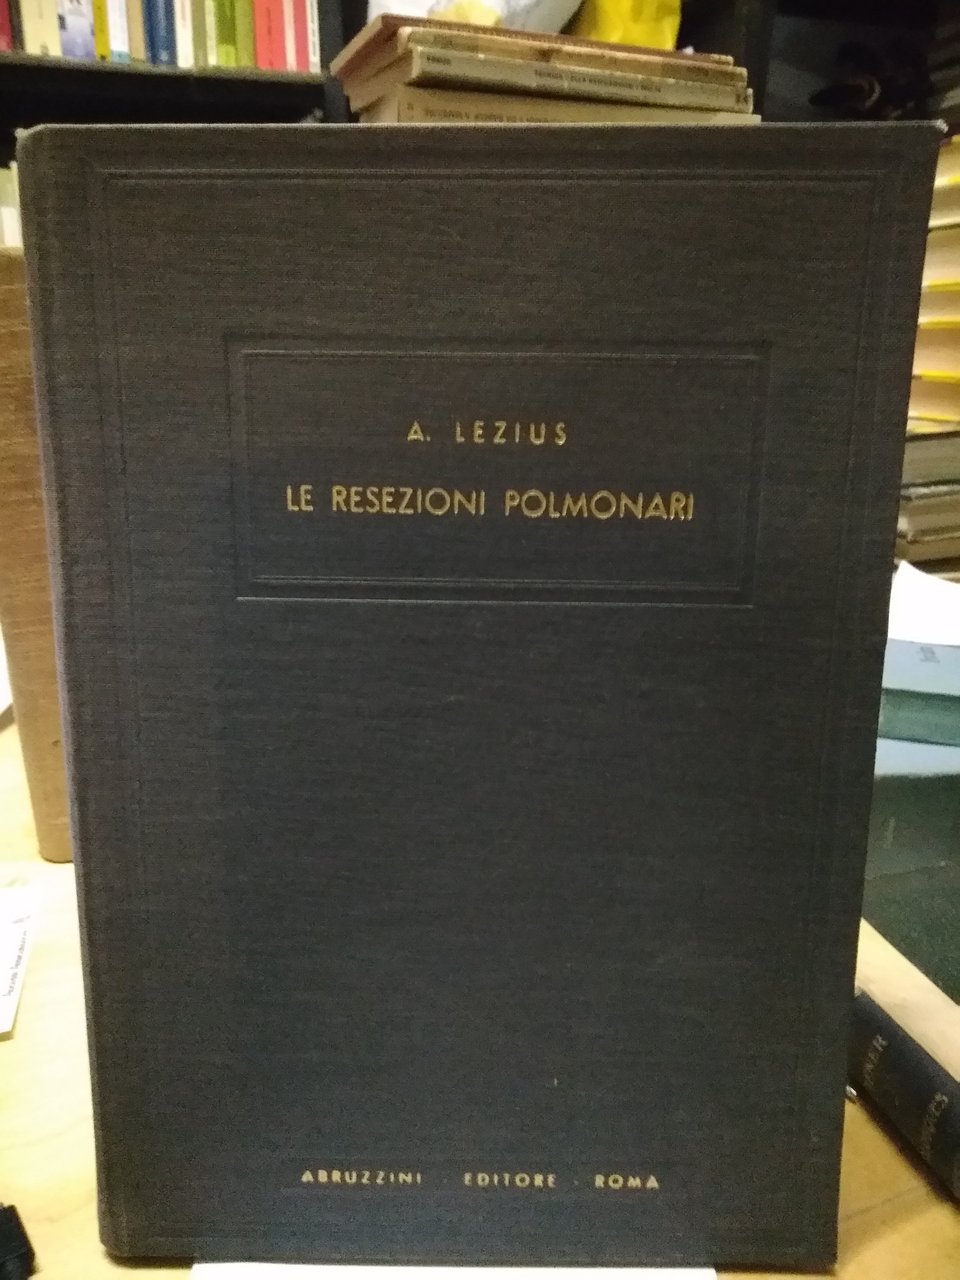 A. LEZIUS
LE RESEZIONI POLMONARI
ABRUZZINI · EDITORE · ROMA